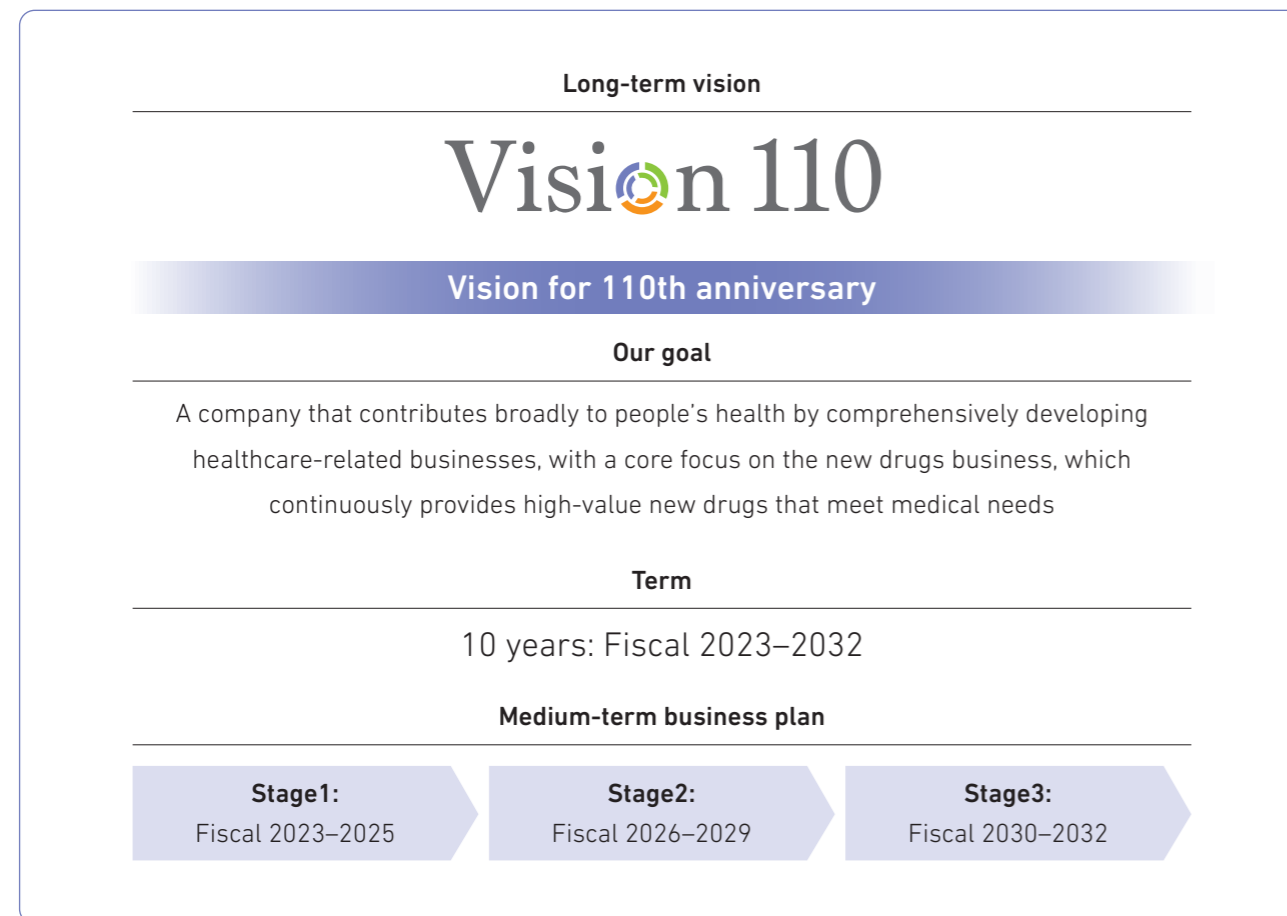 Long-term vision
Vision 110
Vision for 110th anniversary
Our goal
A company that contributes broadly to people's health by comprehensively developing
healthcare-related businesses, with a core focus on the new drugs business, which
continuously provides high-value new drugs that meet medical needs
Term
10 years: Fiscal 2023–2032
Medium-term business plan
Stage1:
Fiscal 2023–2025
Stage2:
Fiscal 2026–2029
Stage3:
Fiscal 2030–2032